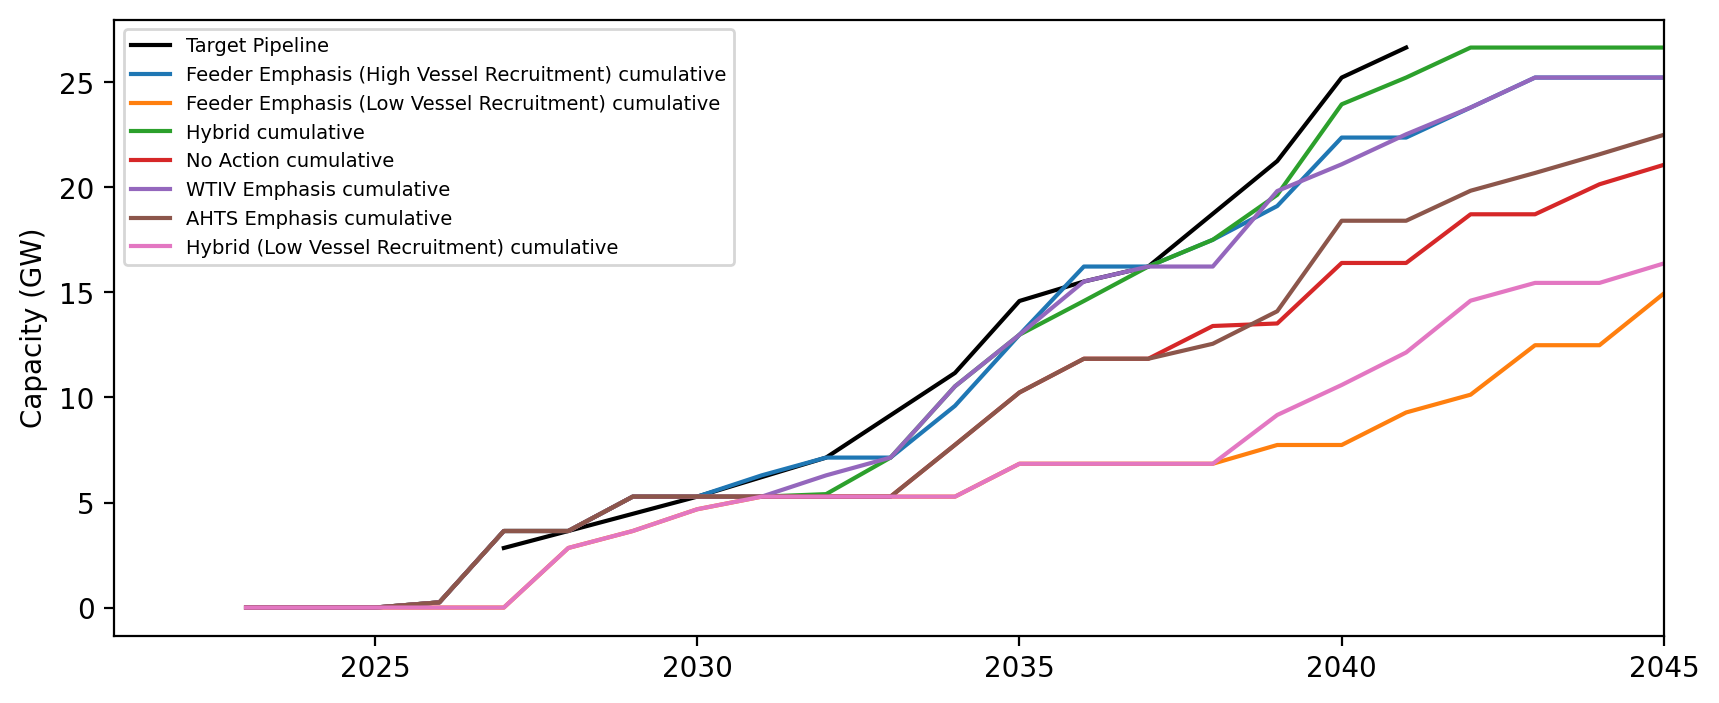 Target Pipeline
Feeder Emphasis (High Vessel Recruitment) cumulative
Feeder Emphasis (Low Vessel Recruitment) cumulative
Hybrid cumulative
No Action cumulative
WTIV Emphasis cumulative
AHTS Emphasis cumulative
Hybrid (Low Vessel Recruitment) cumulative
Capacity (GW)
25
20
15
10
5
0
2025 2030 2035 2040 2045